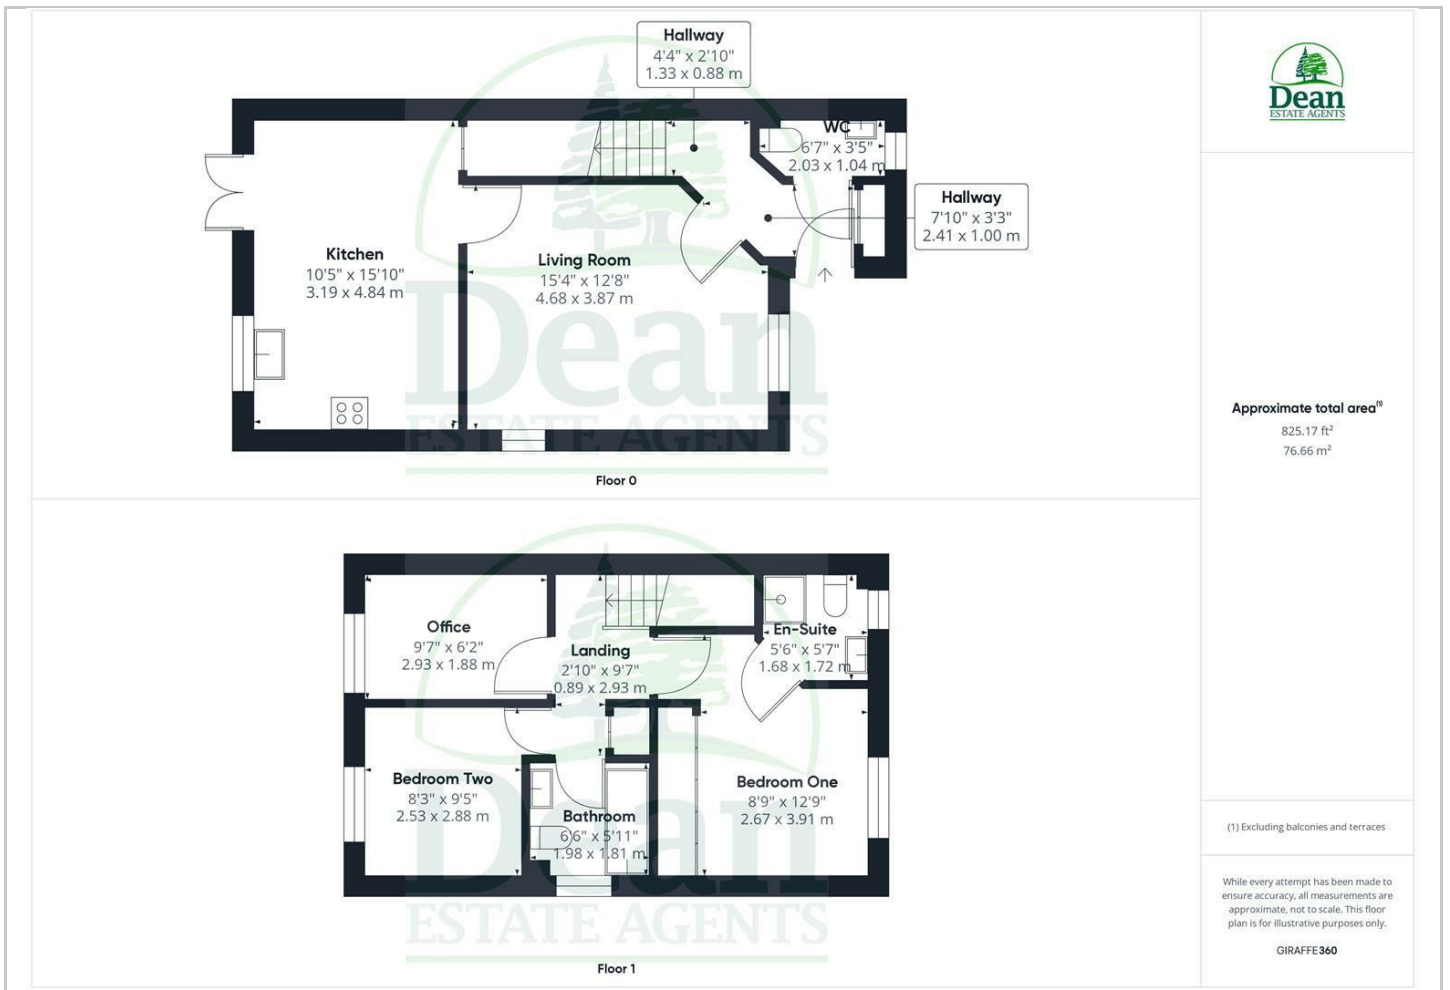 Hallway
4'4" x 2'10"
1.33 x 0.88 m
WC
6'7" x 3'5"
2.03 x 1.04 m
Hallway
7'10" x 3'3"
2.41 x 1.00 m
Kitchen
10'5" x 15'10"
3.19 x 4.84 m
Living Room
15'4" x 12'8"
4.68 x 3.87 m
Dean
ESTATE AGENTS
Floor 0
Office
9'7" x 6'2"
2.93 x 1.88 m
Landing
2'10" x 9'7"
0.89 x 2.93 m
En-Suite
5'6" x 5'7"
1.68 x 1.72 m
Bedroom Two
8'3" x 9'5"
2.53 x 2.88 m
Bathroom
6'6" x 5'11"
1.98 x 1.81 m
Bedroom One
8'9" x 12'9"
2.67 x 3.91 m
Dean
ESTATE AGENTS
Floor 1
Dean
ESTATE AGENTS
Approximate total area(1)
825.17 ft²
76.66 m²
(1) Excluding balconies and terraces
While every attempt has been made to
ensure accuracy, all measurements are
approximate, not to scale. This floor
plan is for illustrative purposes only.
GIRAFFE360